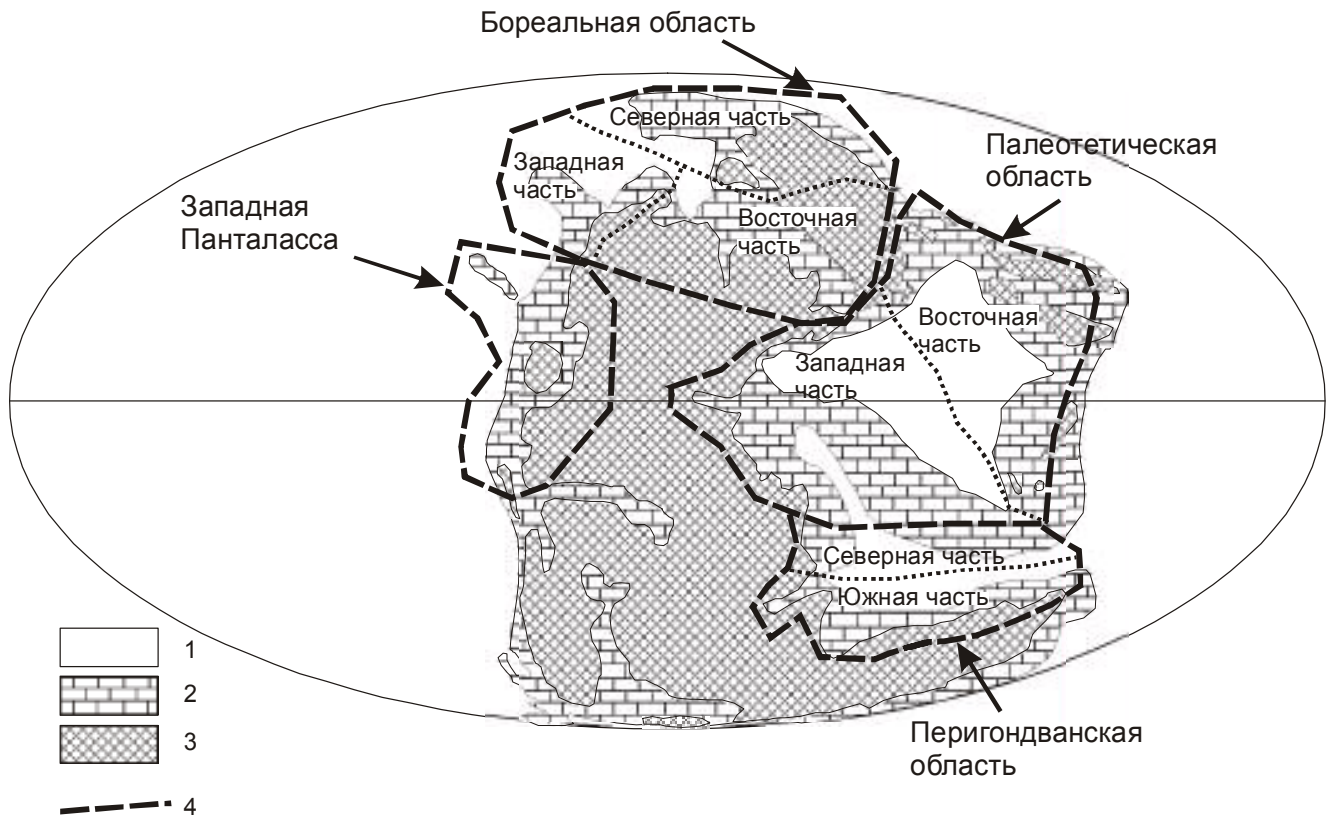 Бореальная область
Северная часть
Западная
часть
Палеотетическая
область
Западная
Панталасса
Восточная
часть
Восточная
часть
Западная
часть
Северная часть
Южная часть
1
2
3
4
Перигондванская
область